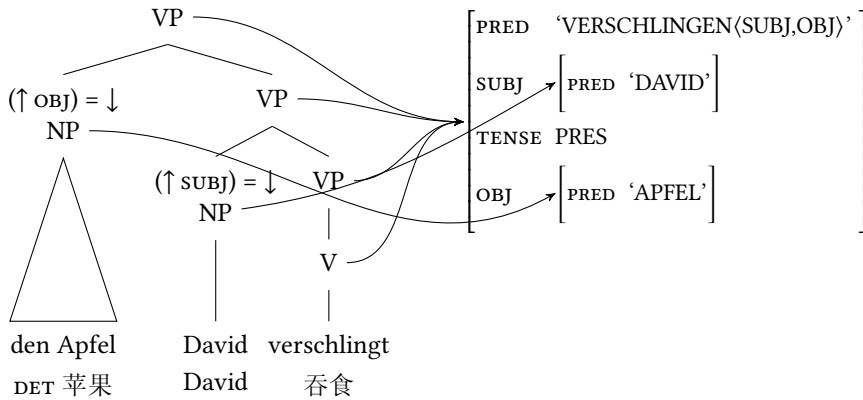 VP
PRED ‘VERSCHLINGEN⟨SUBJ,OBJ⟩’
SUBJ [PRED ‘DAVID’]
TENSE PRES
OBJ [PRED ‘APFEL’]
(↑ OBJ) = ↓
NP
VP
(↑ SUBJ) = ↓
NP
VP
V
den Apfel David verschlingt
DET 苹果 David 吞食